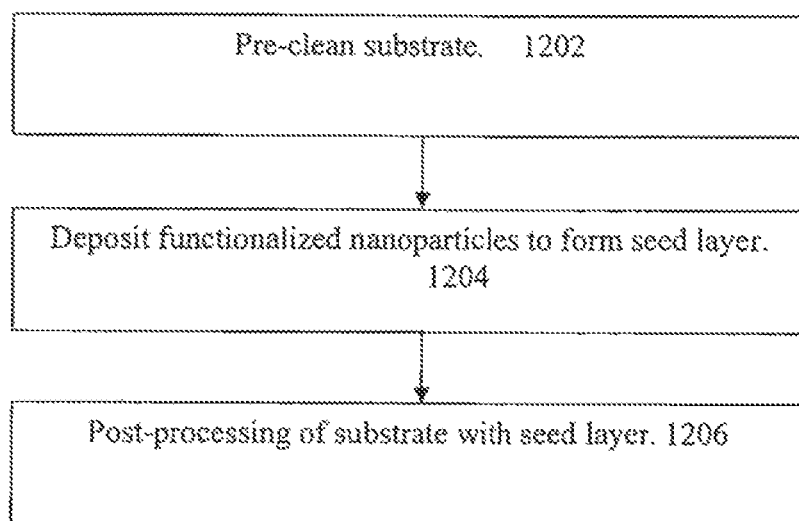 Pre-clean substrate. 1202
Deposit functionalized nanoparticles to form seed layer.
1204
Post-processing of substrate with seed layer. 1206